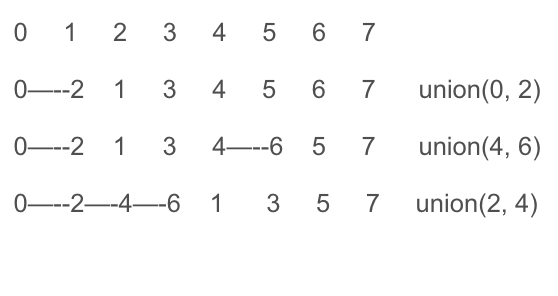 0 1 2 3 4 5 6 7
0—--2 1 3 4 5 6 7 union(0, 2)
0—--2 1 3 4—--6 5 7 union(4, 6)
0—--2—-4—-6 1 3 5 7 union(2, 4)